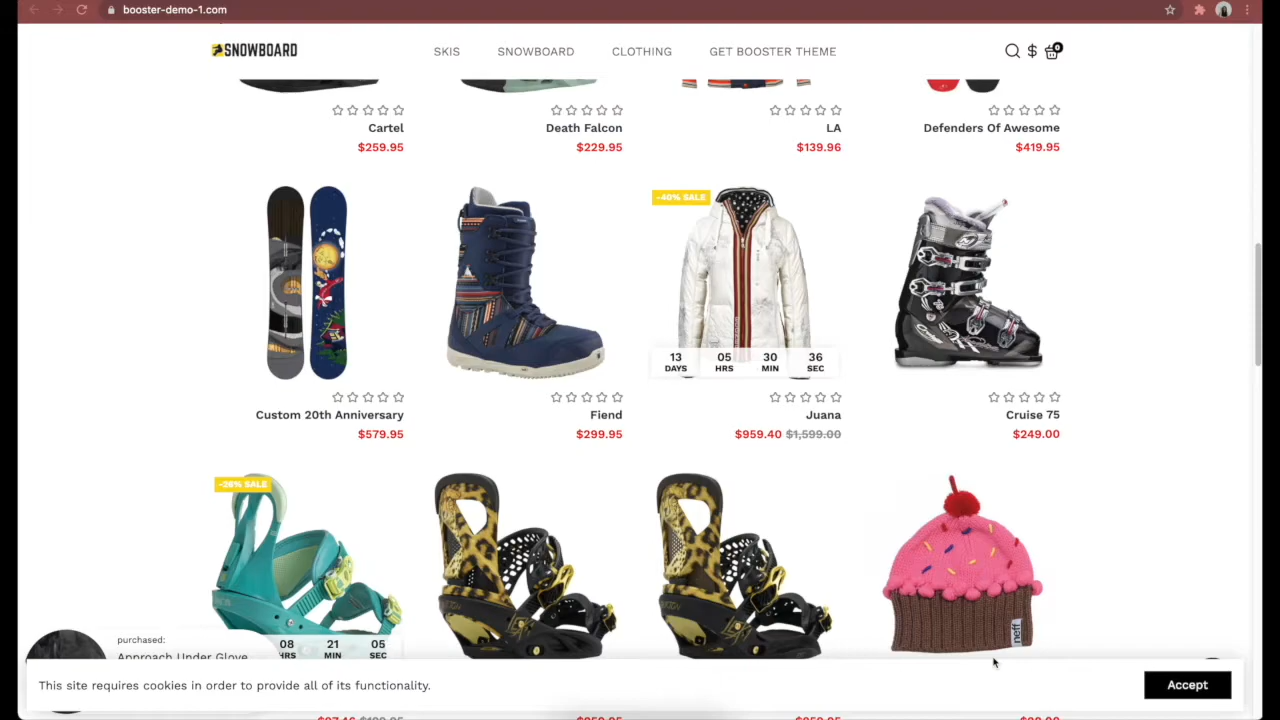 booster-demo-1.com
SNOWBOARD
SKIS SNOWBOARD CLOTHING GET BOOSTER THEME
$ 0
Cartel
$259.95
Death Falcon
$229.95
LA
$139.96
Defenders Of Awesome
$419.95
Custom 20th Anniversary
$579.95
Fiend
$299.95
-40% SALE
13 05 30 36
DAYS HRS MIN SEC
Juana
$959.40 $1,599.00
Cruise 75
$249.00
-26% SALE
08 21 05
HRS MIN SEC
neff
purchased:
Approach Under Glove
This site requires cookies in order to provide all of its functionality.
Accept